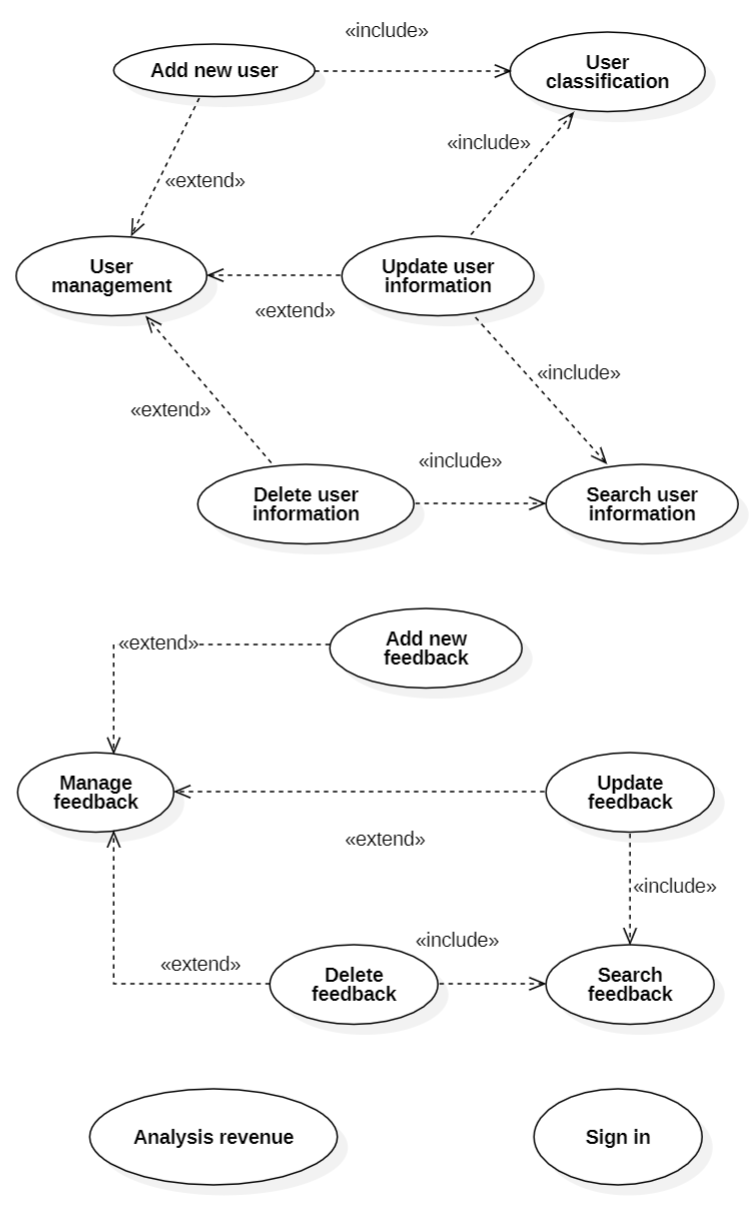 «include»
Add new user
User
classification
«include»
«extend»
User
management
Update user
information
«extend»
«include»
«extend»
«include»
Delete user
information
Search user
information
Add new
feedback
«extend»
Manage
feedback
Update
feedback
«extend»
«include»
«include»
«extend»
Delete
feedback
Search
feedback
Analysis revenue
Sign in